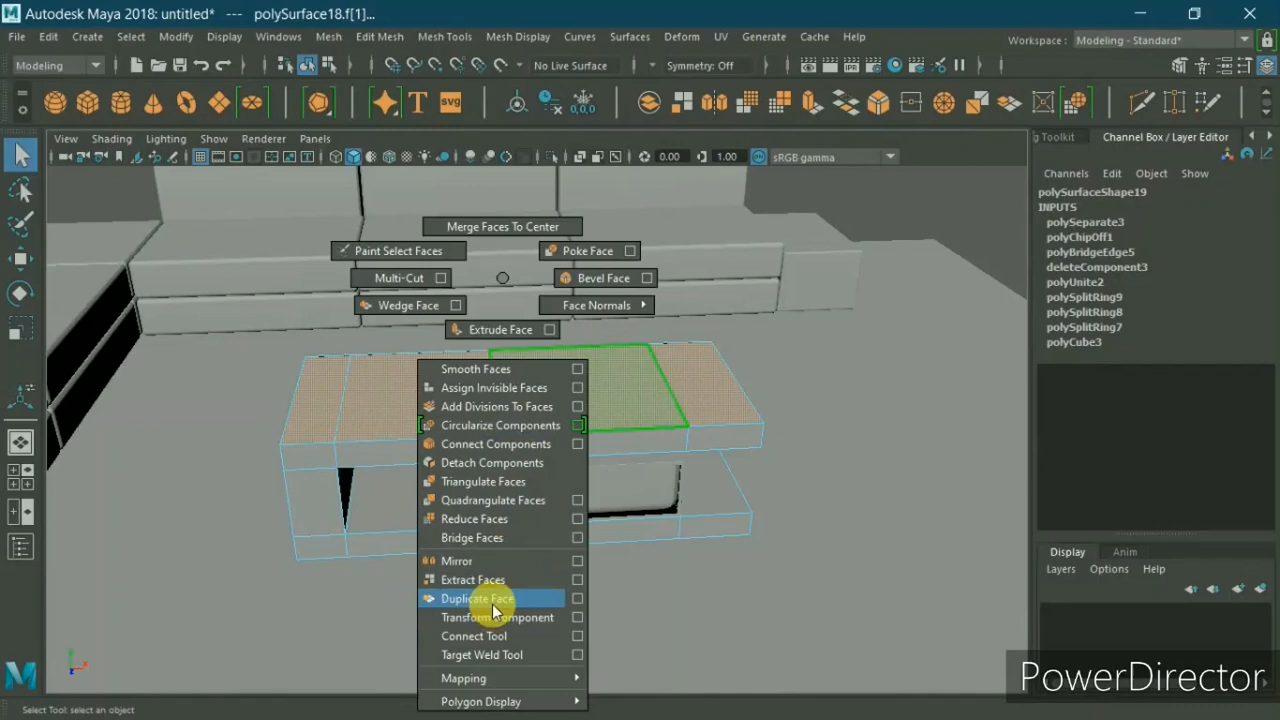 Autodesk Maya 2018: untitled* --- polySurface18.f[1]...
File Edit Create Select Modify Display Windows Mesh Edit Mesh Mesh Tools Mesh Display Curves Surfaces Deform UV Generate Cache Help
Workspace : Modeling - Standard*
Modeling No Live Surface Symmetry: Off
T SVG 0,0,0
View Shading Lighting Show Renderer Panels
0.00 1.00 sRGB gamma
g Toolkit Channel Box / Layer Editor
Channels Edit Object Show
polySurfaceShape19
INPUTS
polySeparate3
polyChipOff1
polyBridgeEdge5
deleteComponent3
polyUnite2
polySplitRing9
polySplitRing8
polySplitRing7
polyCube3
Merge Faces To Center
Paint Select Faces Poke Face
Multi-Cut Bevel Face
Wedge Face Face Normals
Extrude Face
Smooth Faces
Assign Invisible Faces
Add Divisions To Faces
Circularize Components
Connect Components
Detach Components
Triangulate Faces
Quadrangulate Faces
Reduce Faces
Bridge Faces
Mirror
Extract Faces
Duplicate Face
Transform Component
Connect Tool
Target Weld Tool
Mapping
Polygon Display
Display Anim
Layers Options Help
PowerDirector
Select Tool: select an object